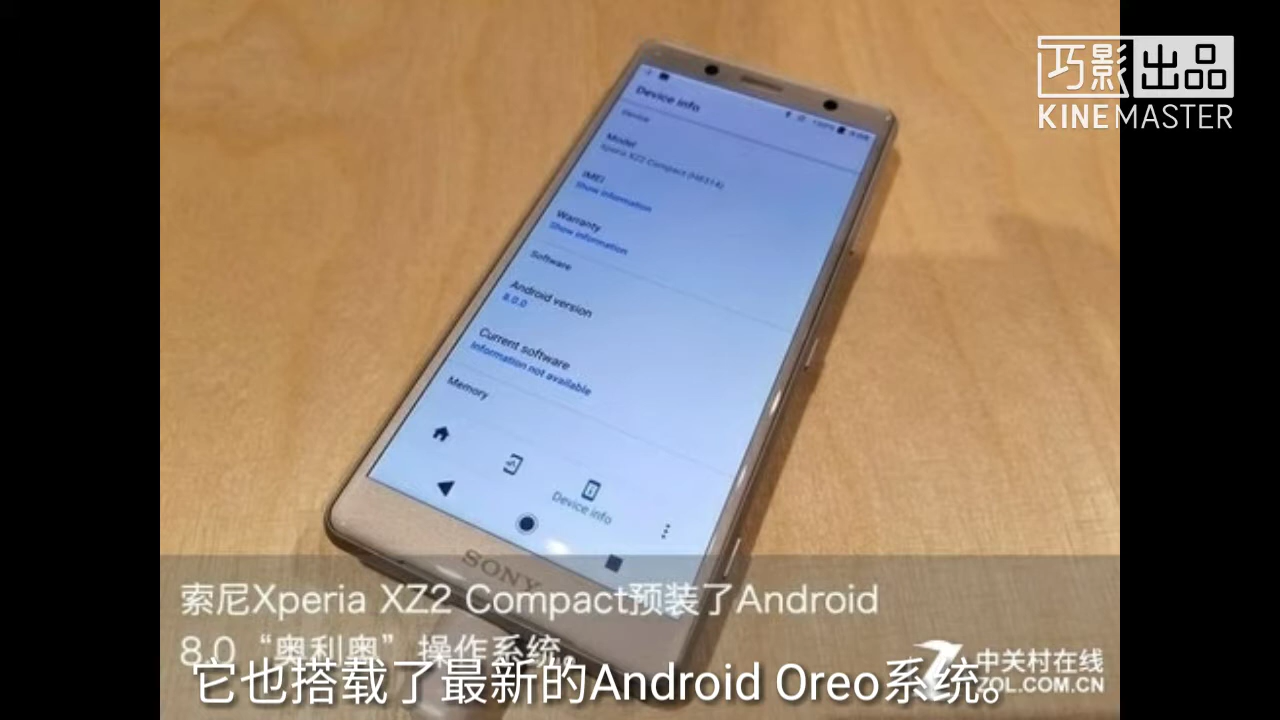 巧影出品
KINEMASTER
Device info
Device
Model
Xperia XZ2 Compact (H8314)
IMEI
Show information
Warranty
Show information
Software
Android version
8.0.0
Current software
Information not available
Memory
Device info
SONY
索尼Xperia XZ2 Compact预装了Android
8.0“奥利奥”操作系统。
中关村在线
ZOL.COM.CN
它也搭载了最新的Android Oreo系统。